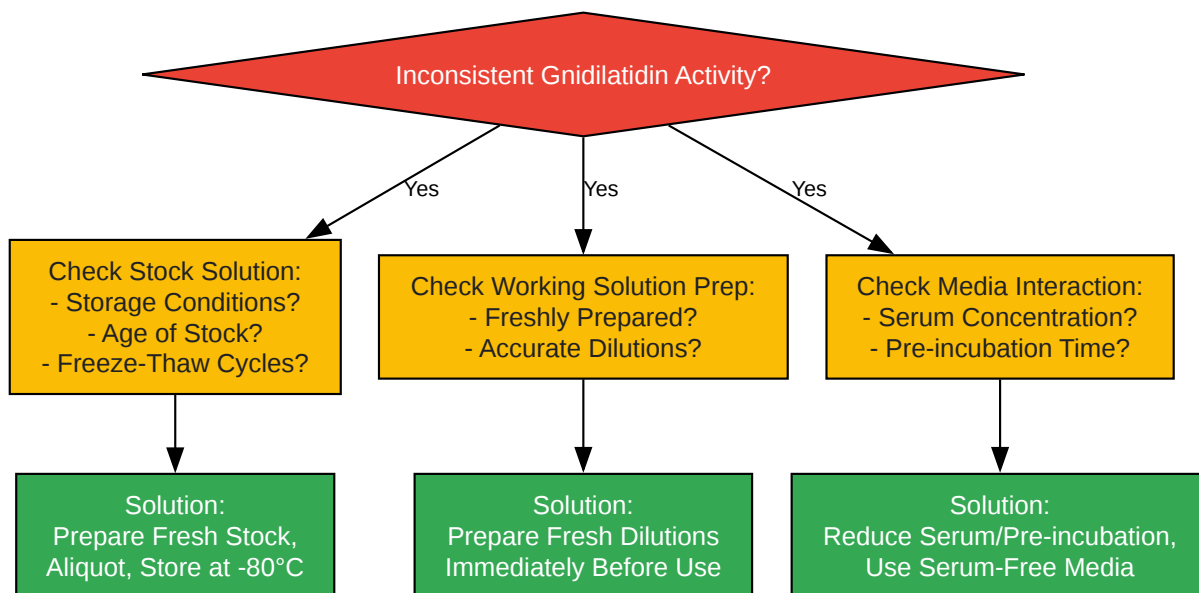 Inconsistent Gnidilatidin Activity?
Yes
Yes
Yes
Check Stock Solution:
- Storage Conditions?
- Age of Stock?
- Freeze-Thaw Cycles?
Check Working Solution Prep:
- Freshly Prepared?
- Accurate Dilutions?
Check Media Interaction:
- Serum Concentration?
- Pre-incubation Time?
Solution:
Prepare Fresh Stock,
Aliquot, Store at -80°C
Solution:
Prepare Fresh Dilutions
Immediately Before Use
Solution:
Reduce Serum/Pre-incubation,
Use Serum-Free Media